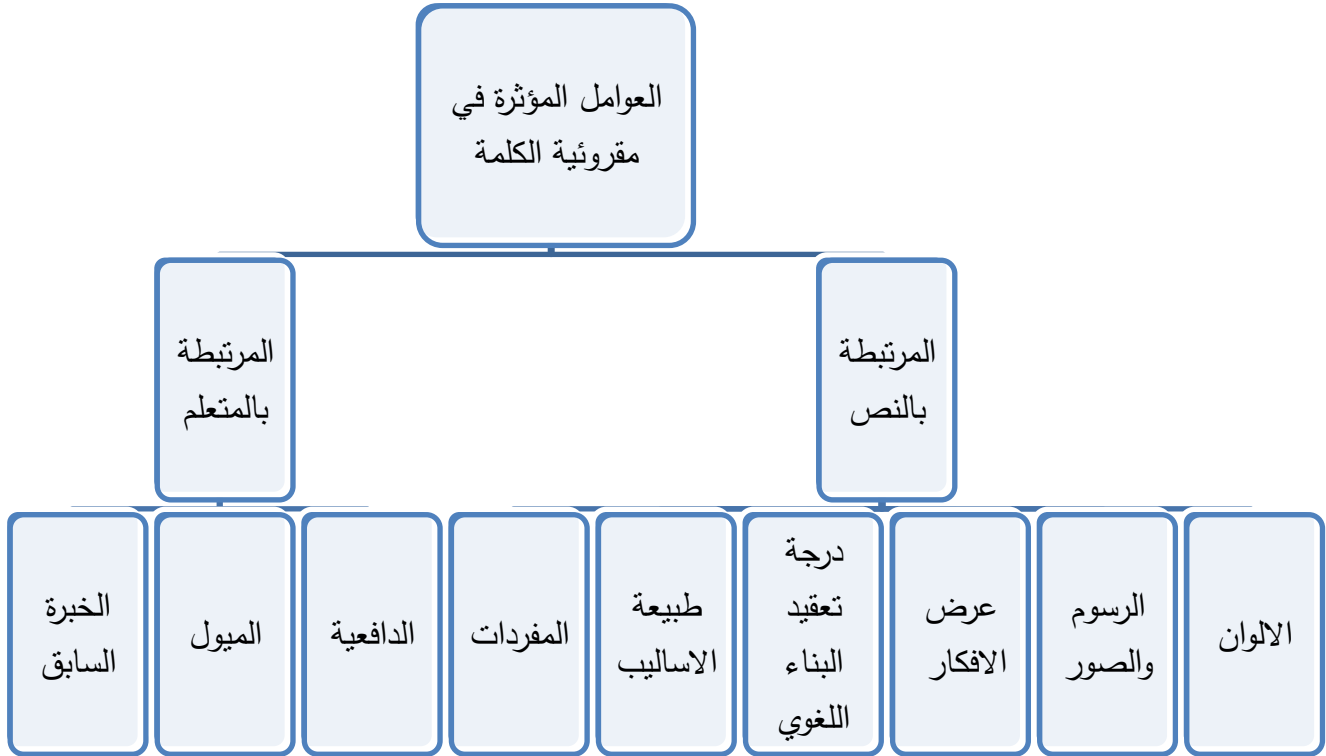 العوامل المؤثرة في
مقروئية الكلمة
المرتبطة
بالنص
المرتبطة
بالمتعلم
الالوان
الرسوم
والصور
عرض
الافكار
درجة
تعقيد
البناء
اللغوي
طبيعة
الاساليب
المفردات
الدافعية
الميول
الخبرة
السابق